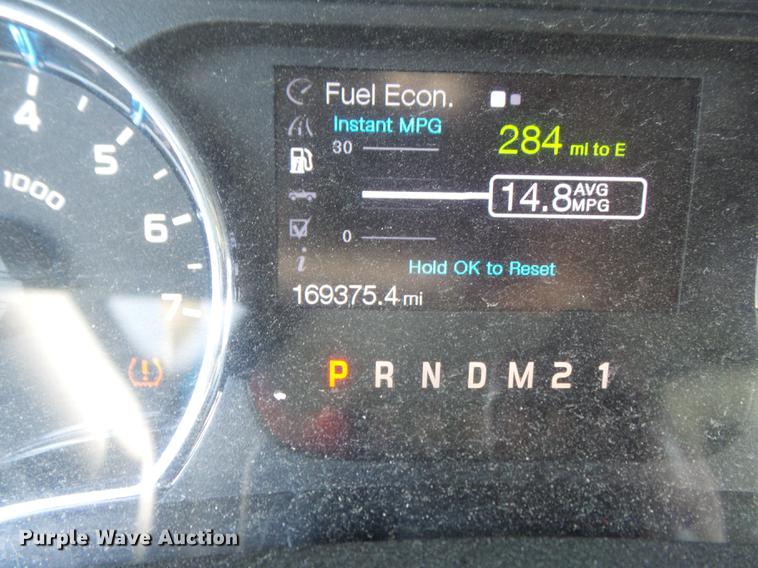 4
5
6
7
1000
Fuel Econ.
Instant MPG
30
284 mi to E
14.8 AVG MPG
0
Hold OK to Reset
i
169375.4 mi
P R N D M 2 1
Purple Wave Auction